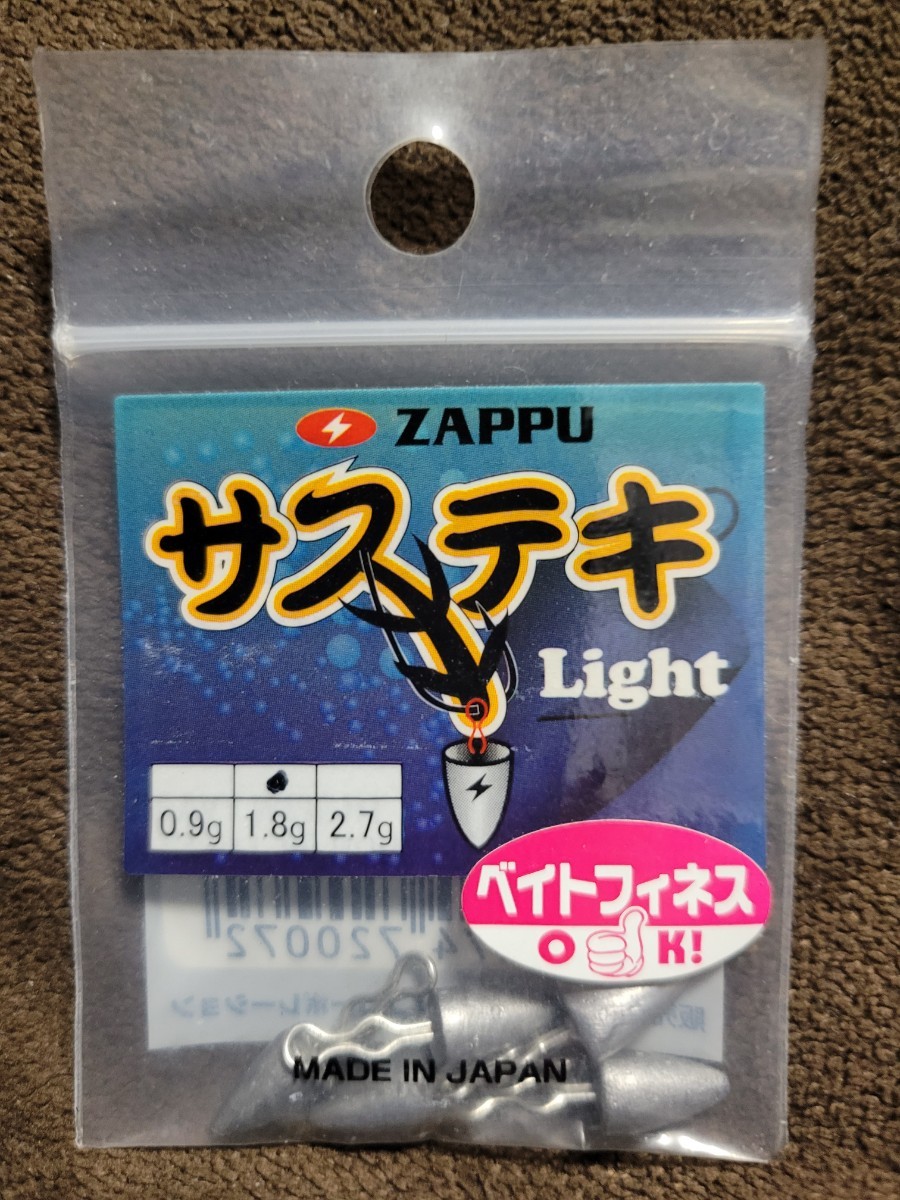 ZAPPU
サステキ
Light
0.9g 1.8g 2.7g
ベイトフィネス
OK!
4720072
MADE IN JAPAN